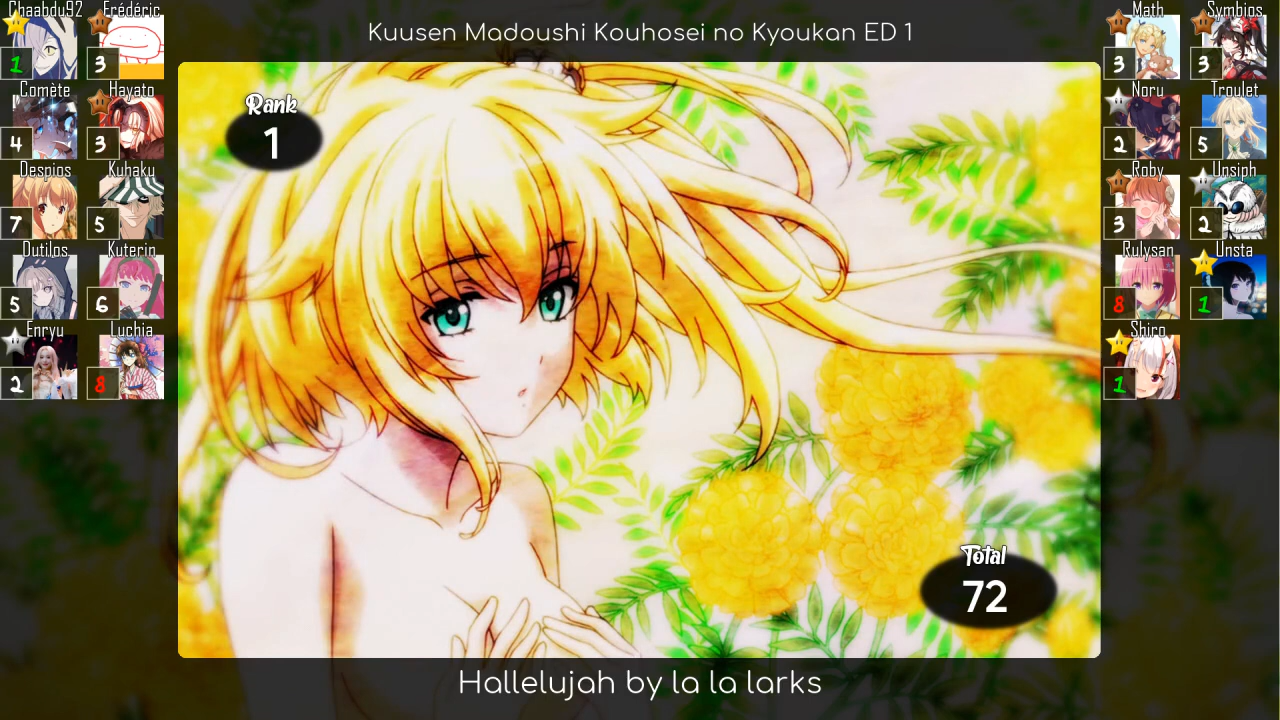 Kuusen Madoushi Kouhosei no Kyoukan ED 1
Chaabdu92
1
Frédéric
3
Comète
4
Hayato
3
Despios
7
Kuhaku
5
Outilos
5
Kuterin
6
Enryu
2
Luchia
8
Rank
1
Math
3
Symbios
3
Noru
2
Troulet
5
Roby
3
Unsiph
2
Rulysan
8
Unsta
1
Shiro
1
Total
72
Hallelujah by la la larks